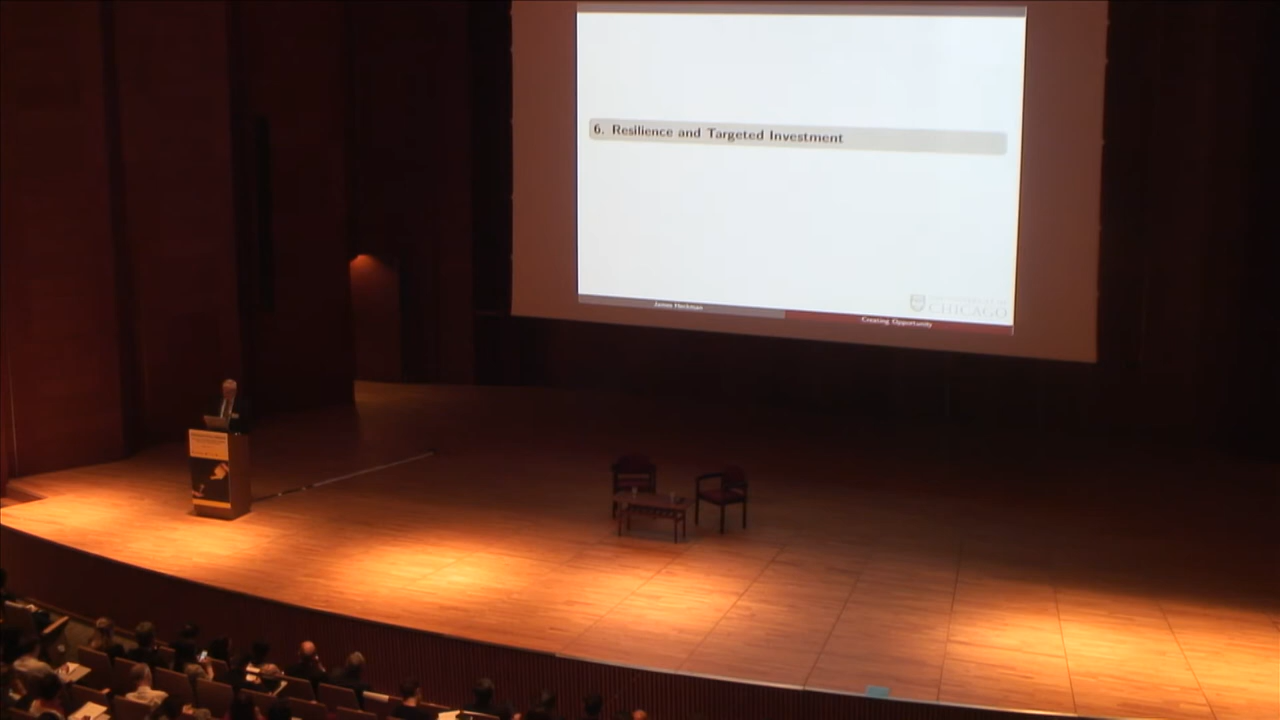 6. Resilience and Targeted Investment
CHICAGO
James Heckman
Creating Opportunity